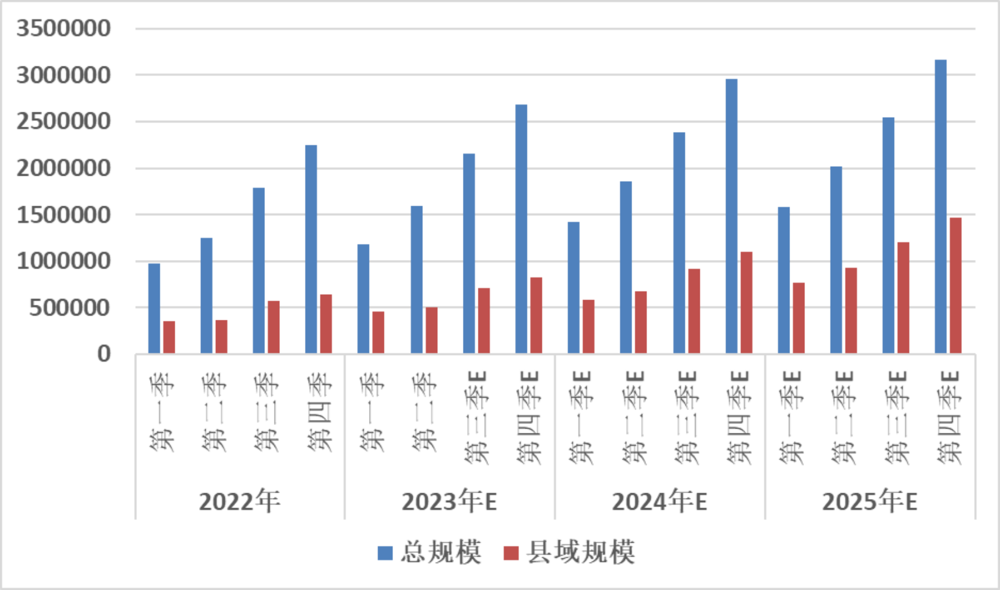 3500000
3000000
2500000
2000000
1500000
1000000
500000
0
第一季
第二季
第三季
第四季
第一季
第二季
第三季E
第四季E
第一季E
第二季E
第三季E
第四季E
第一季E
第二季E
第三季E
第四季E
2022年
2023年E
2024年E
2025年E
总规模
县域规模